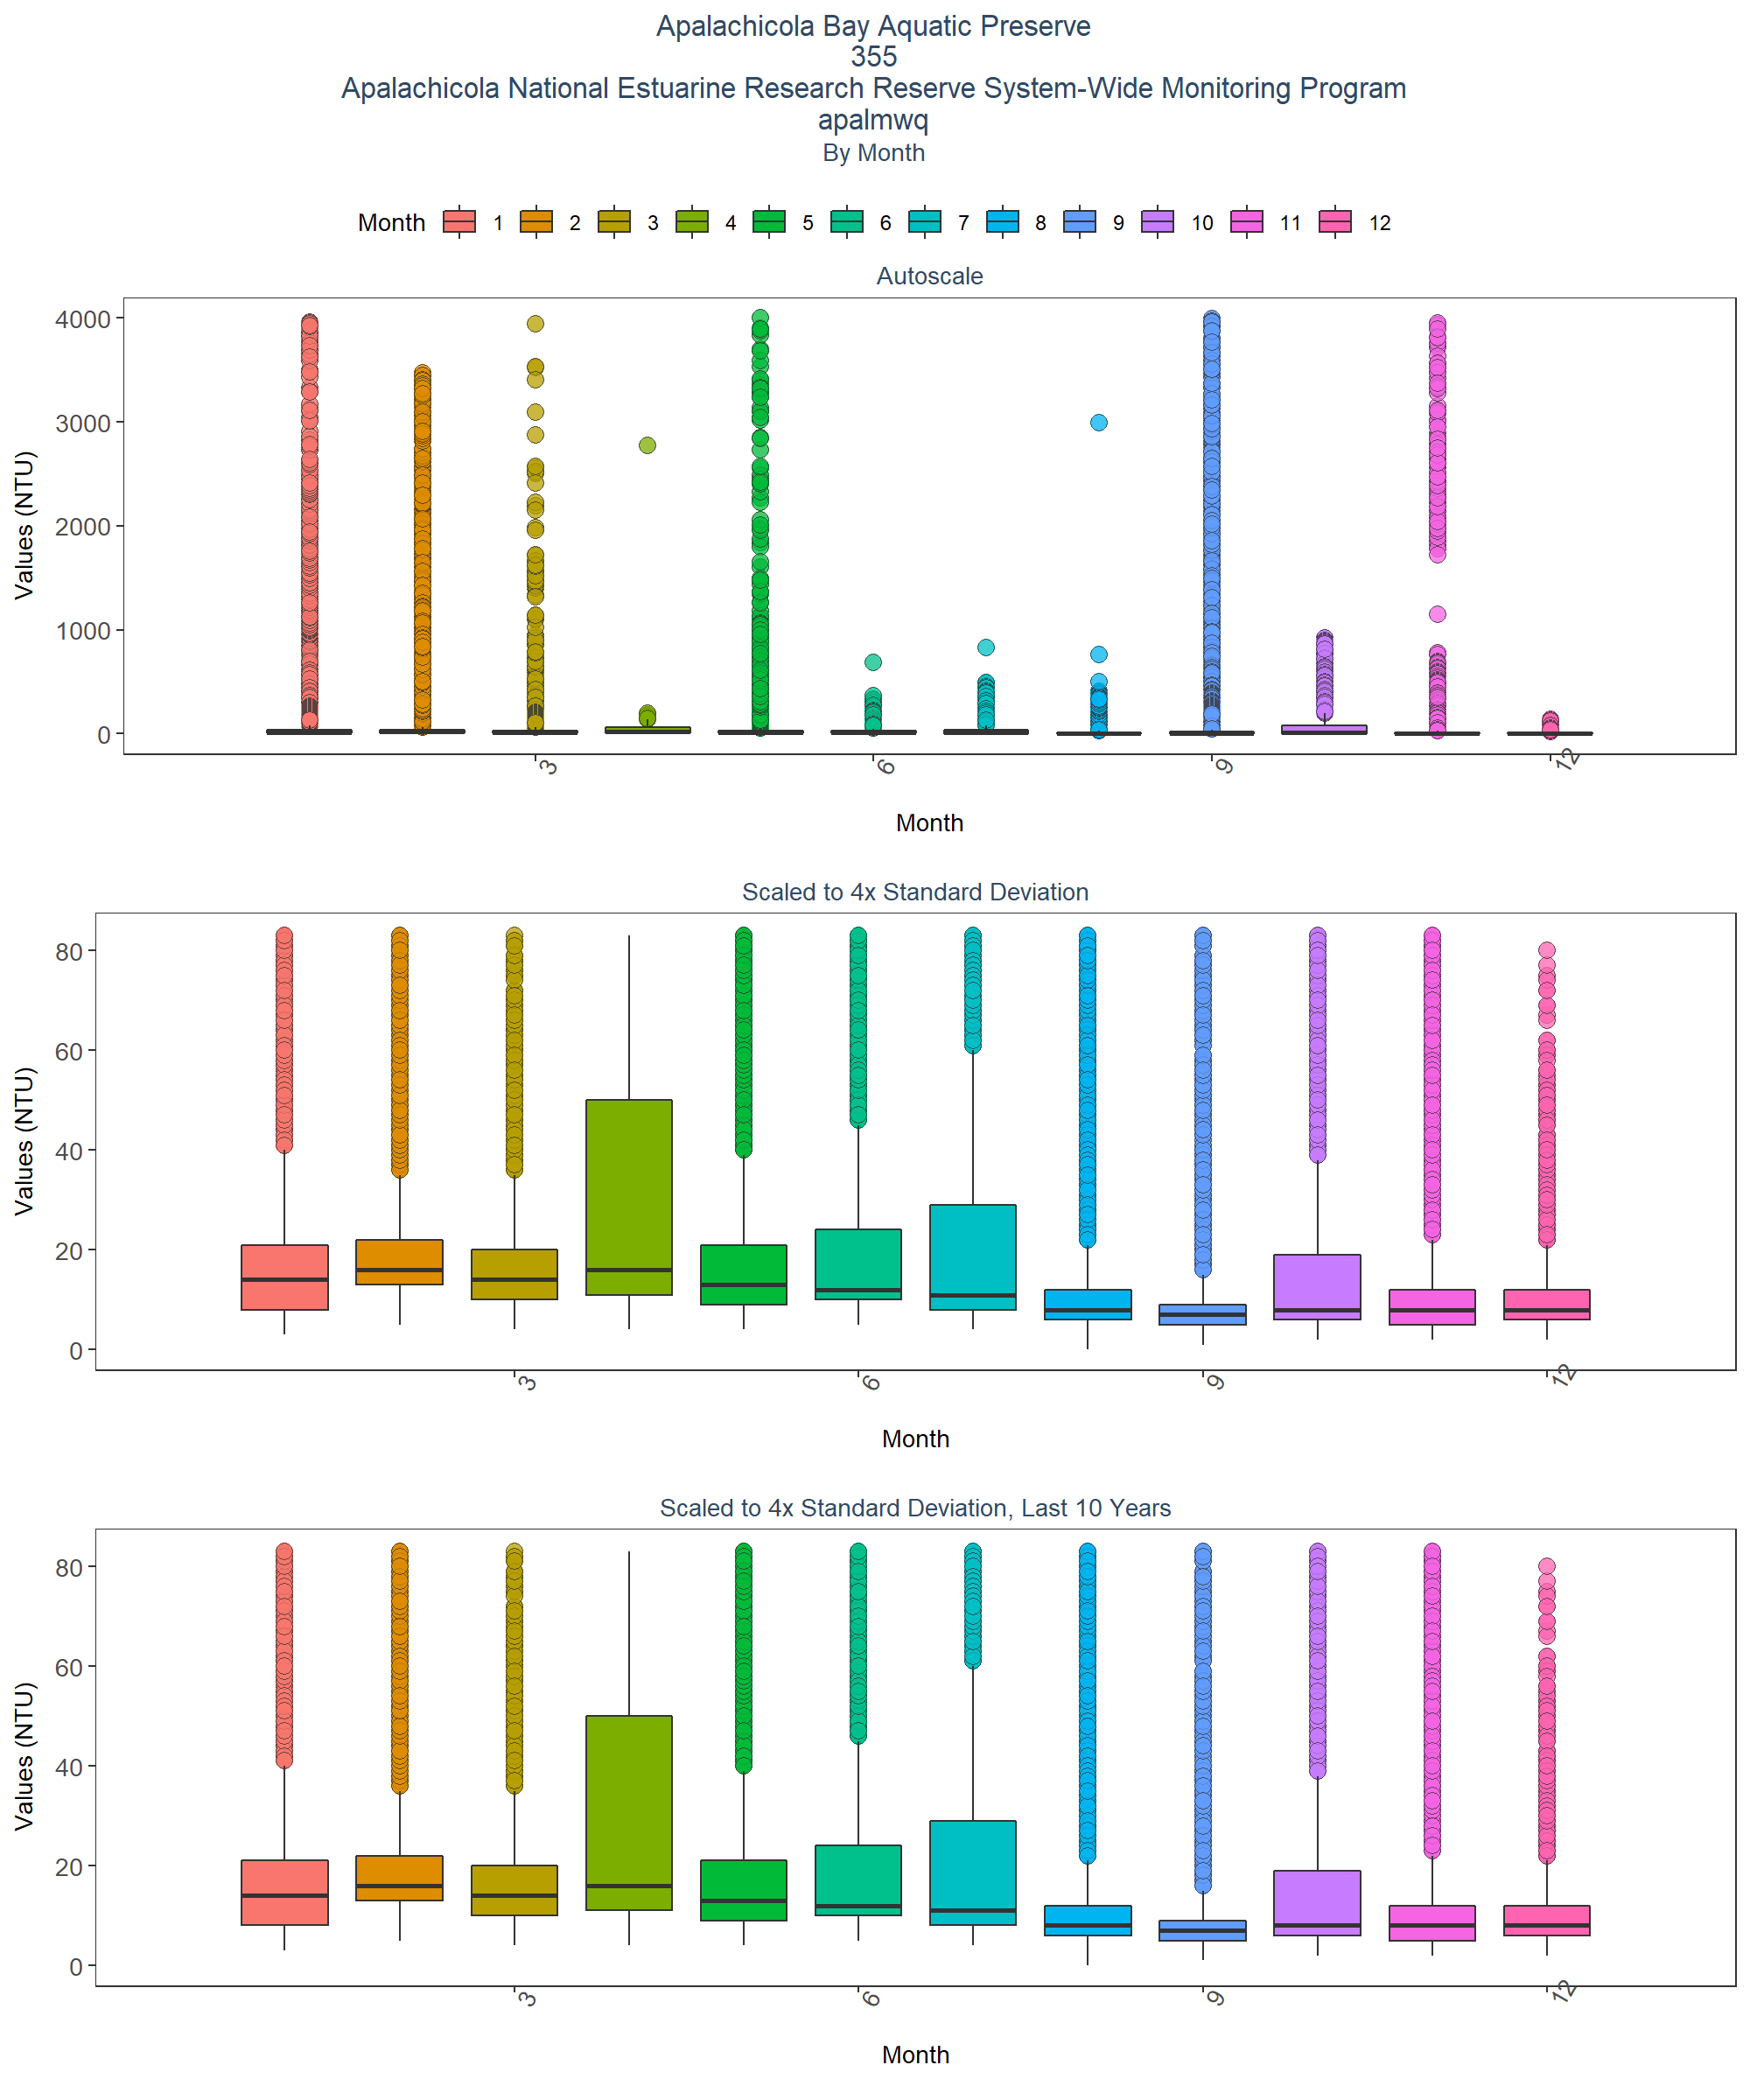 Apalachicola Bay Aquatic Preserve
355
Apalachicola National Estuarine Research Reserve System-Wide Monitoring Program
apalmwq
By Month
Month 1 2 3 4 5 6 7 8 9 10 11 12
Autoscale
Values (NTU)
4000
3000
2000
1000
0
3 6 9 12
Month
Scaled to 4x Standard Deviation
Values (NTU)
80
60
40
20
0
3 6 9 12
Month
Scaled to 4x Standard Deviation, Last 10 Years
Values (NTU)
80
60
40
20
0
3 6 9 12
Month